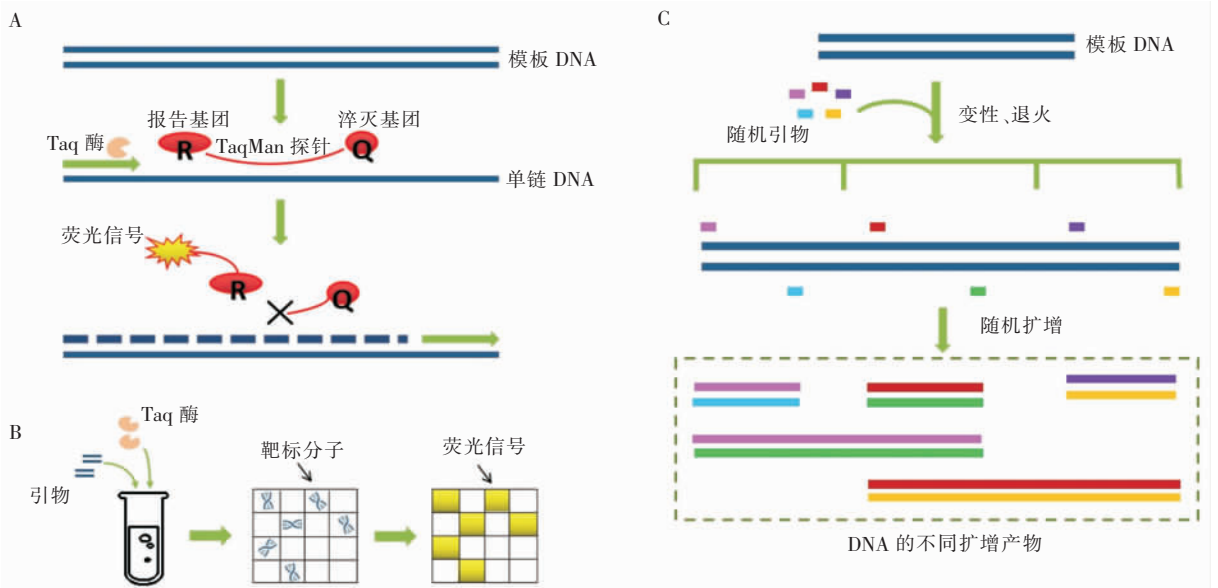 A
模板 DNA
报告基团
淬灭基团
Taq 酶
R
TaqMan 探针
Q
单链 DNA
荧光信号
R
Q
B
Taq 酶
引物
靶标分子
荧光信号
C
模板 DNA
随机引物
变性、退火
随机扩增
DNA 的不同扩增产物